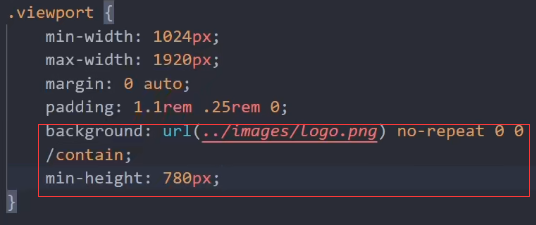 .viewport {
min-width: 1024px;
max-width: 1920px;
margin: 0 auto;
padding: 1.1rem .25rem 0;
background: url(../images/logo.png) no-repeat 0 0
/contain;
min-height: 780px;
}